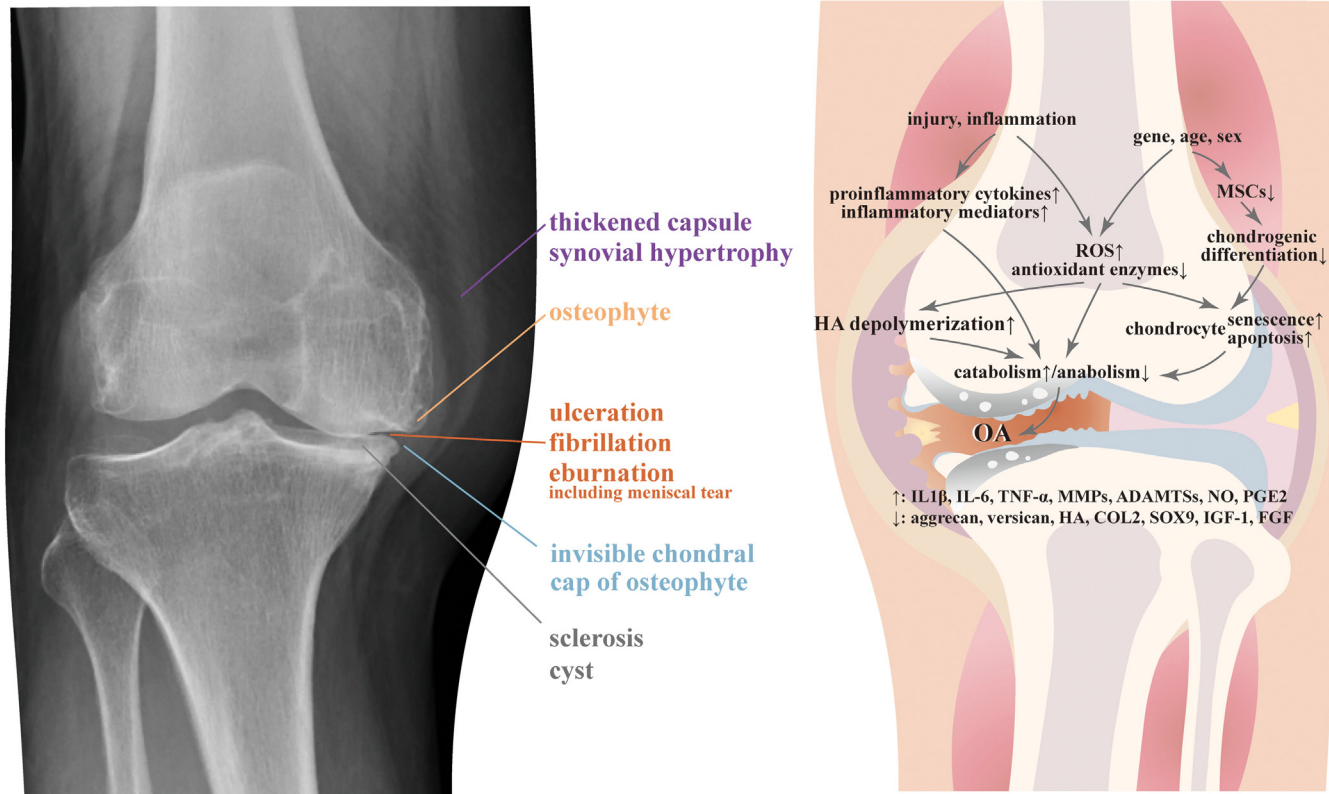 thickened capsule
synovial hypertrophy
osteophyte
ulceration
fibrillation
eburnation
including meniscal tear
invisible chondral
cap of osteophyte
sclerosis
cyst
injury, inflammation
gene, age, sex
proinflammatory cytokines↑
inflammatory mediators↑
MSCs↓
ROS↑
antioxidant enzymes↓
chondrogenic
differentiation↓
HA depolymerization↑
chondrocyte senescence↑
apoptosis↑
catabolism↑/anabolism↓
OA
↑: IL1β, IL-6, TNF-α, MMPs, ADAMTSs, NO, PGE2
↓: aggrecan, versican, HA, COL2, SOX9, IGF-1, FGF